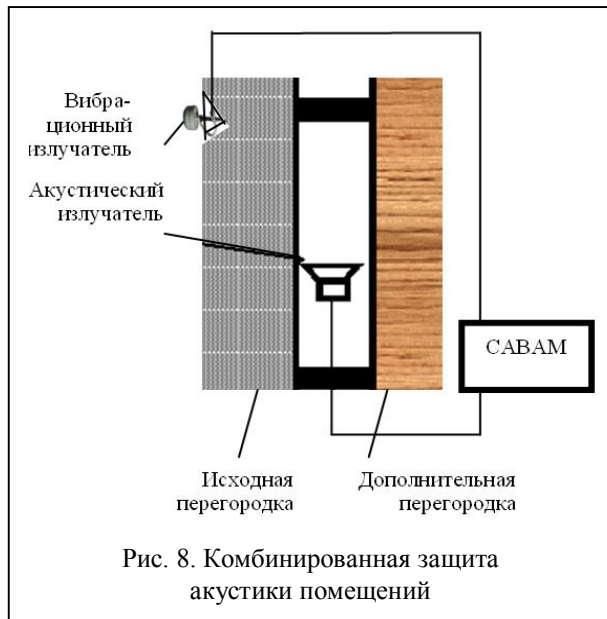 Вибра-
ционный
излучатель
Акустический
излучатель
САВАМ
Исходная
перегородка
Дополнительная
перегородка
Рис. 8. Комбинированная защита
акустики помещений